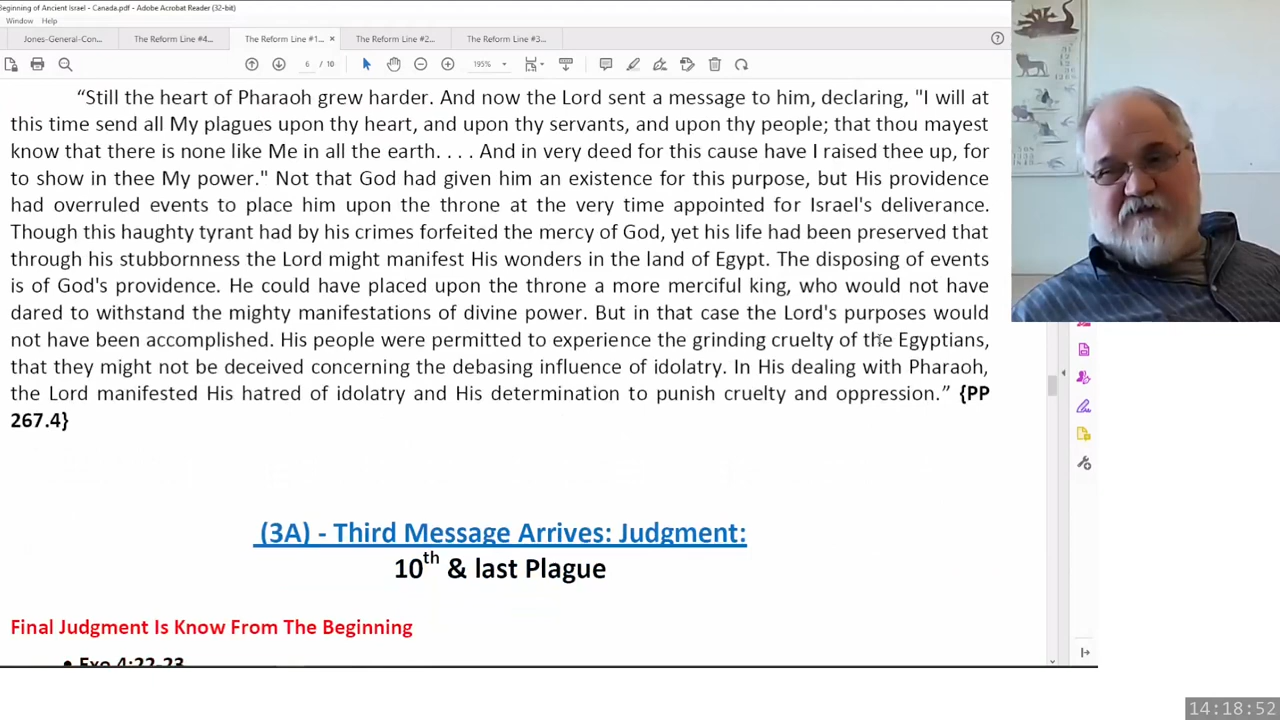 Beginning of Ancient Israel - Canada.pdf - Adobe Acrobat Reader (32-bit)
Window Help
Jones-General-Con... The Reform Line #4... The Reform Line #1... × The Reform Line #2... The Reform Line #3...
6 / 10 195%
“Still the heart of Pharaoh grew harder. And now the Lord sent a message to him, declaring, "I will at
this time send all My plagues upon thy heart, and upon thy servants, and upon thy people; that thou mayest
know that there is none like Me in all the earth. . . . And in very deed for this cause have I raised thee up, for
to show in thee My power." Not that God had given him an existence for this purpose, but His providence
had overruled events to place him upon the throne at the very time appointed for Israel's deliverance.
Though this haughty tyrant had by his crimes forfeited the mercy of God, yet his life had been preserved that
through his stubbornness the Lord might manifest His wonders in the land of Egypt. The disposing of events
is of God's providence. He could have placed upon the throne a more merciful king, who would not have
dared to withstand the mighty manifestations of divine power. But in that case the Lord's purposes would
not have been accomplished. His people were permitted to experience the grinding cruelty of the Egyptians,
that they might not be deceived concerning the debasing influence of idolatry. In His dealing with Pharaoh,
the Lord manifested His hatred of idolatry and His determination to punish cruelty and oppression.” {PP
267.4}
(3A) - Third Message Arrives: Judgment:
10th & last Plague
Final Judgment Is Know From The Beginning
• Exo 4:22-23
14:18:52